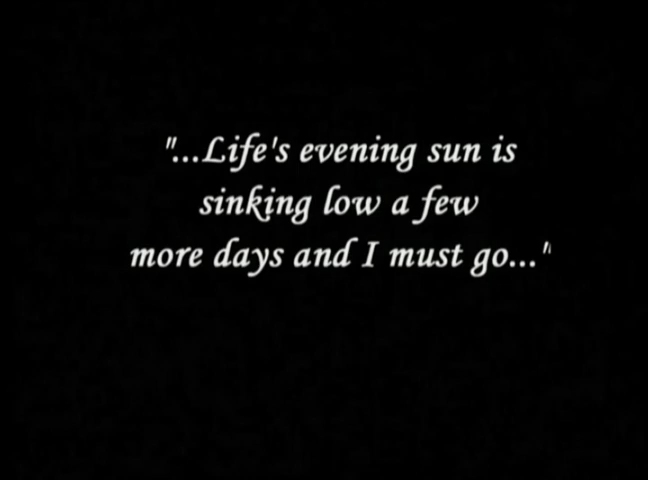 "...Life's evening sun is
sinking low a few
more days and I must go..."